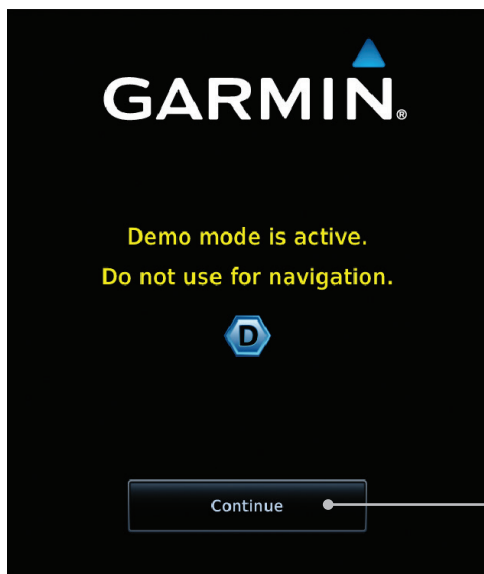 GARMIN®
Demo mode is active.
Do not use for navigation.
D
Continue